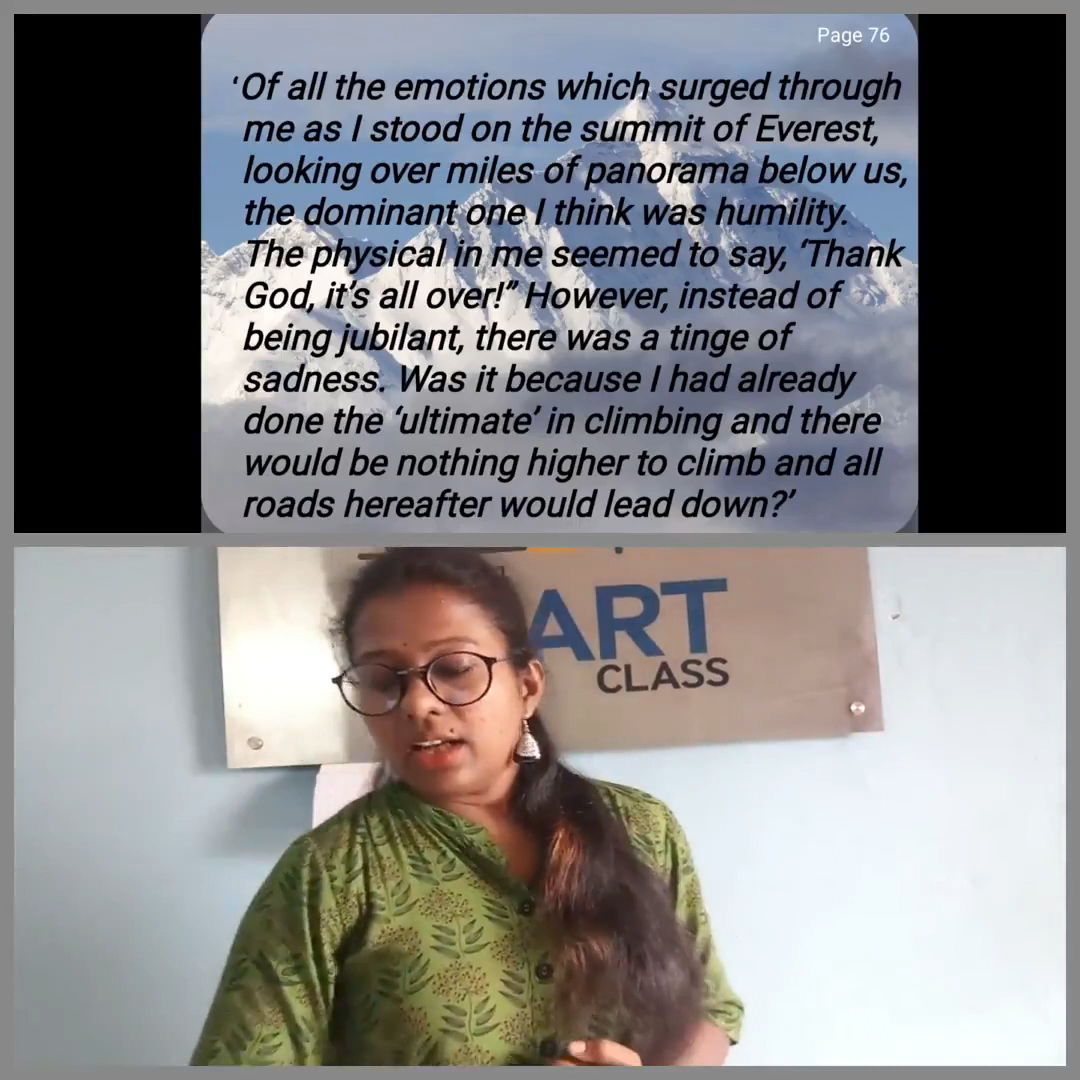 Page 76
‘Of all the emotions which surged through
me as I stood on the summit of Everest,
looking over miles of panorama below us,
the dominant one I think was humility.
The physical in me seemed to say, ‘Thank
God, it’s all over!” However, instead of
being jubilant, there was a tinge of
sadness. Was it because I had already
done the ‘ultimate’ in climbing and there
would be nothing higher to climb and all
roads hereafter would lead down?’
ART
CLASS